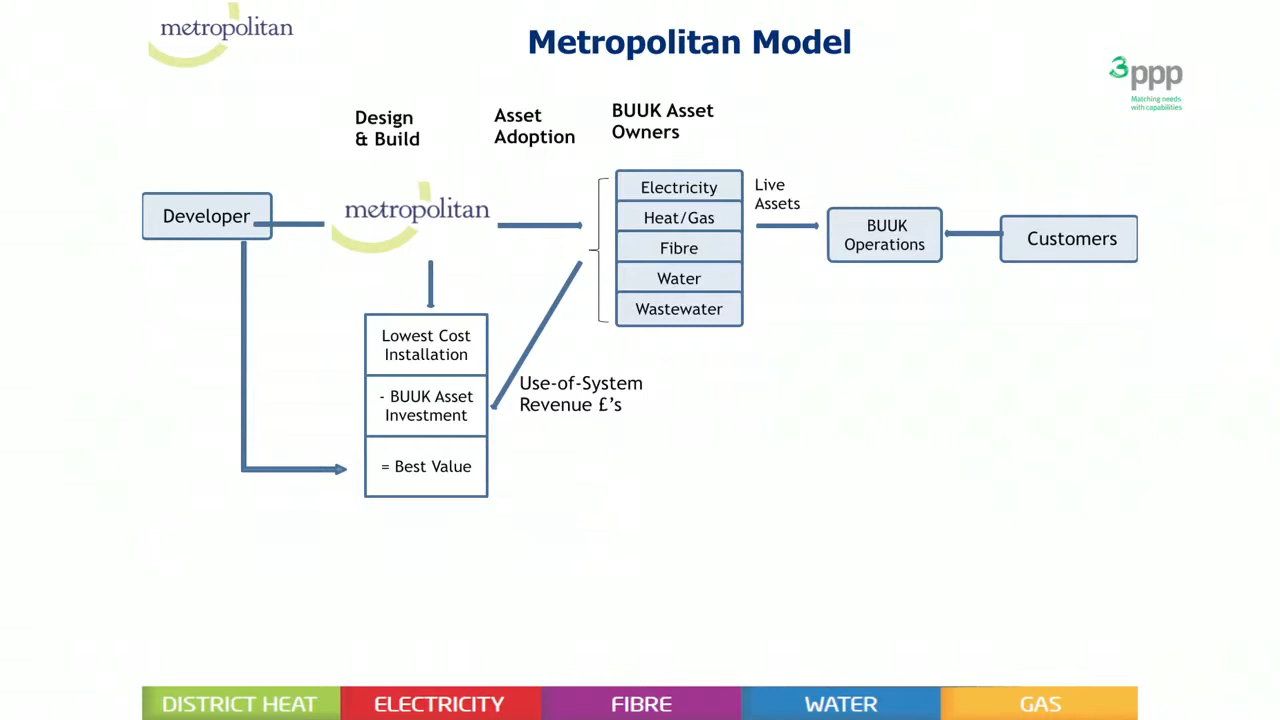 metropolitan
Metropolitan Model
3ppp
Matching needs
with capabilities
Design
& Build
Asset
Adoption
BUUK Asset
Owners
Developer
metropolitan
Electricity
Heat/Gas
Fibre
Water
Wastewater
Live
Assets
BUUK
Operations
Customers
Lowest Cost
Installation
- BUUK Asset
Investment
= Best Value
Use-of-System
Revenue £'s
DISTRICT HEAT
ELECTRICITY
FIBRE
WATER
GAS